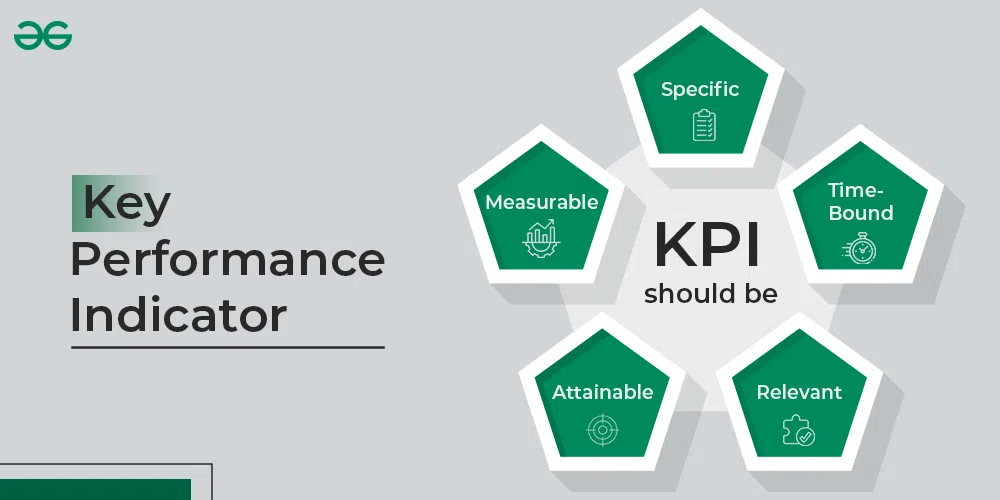 Key
Performance
Indicator
Specific
Measurable
Time-
Bound
KPI
should be
Attainable
Relevant